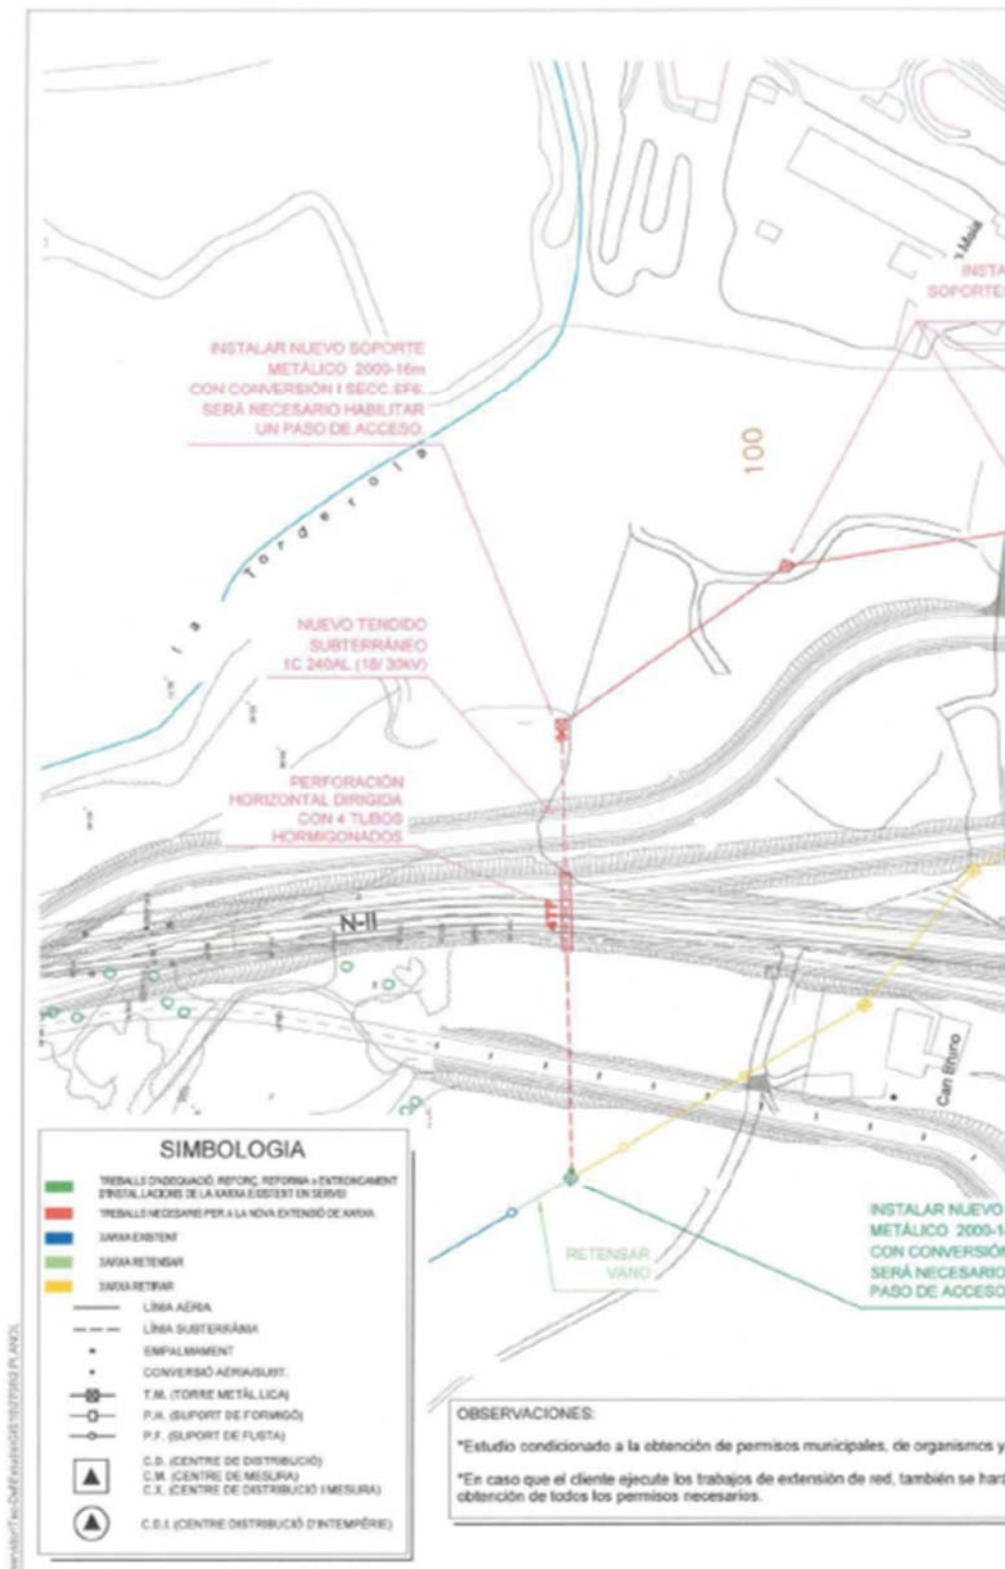 Moià
INSTA
SOPORTES
INSTALAR NUEVO SOPORTE
METÁLICO 2000-16m
CON CONVERSIÓN I SECC.
SERÁ NECESARIO HABILITAR
UN PASO DE ACCESO.
100
la Torderola
NUEVO TENDIDO
SUBTERRÁNEO
1C 240AL (18/30kV)
PERFORACIÓN
HORIZONTAL DIRIGIDA
CON 4 TUBOS
HORMIGONADOS
N-II
Can Bruno
SIMBOLOGIA
TREBALLS D'ADEQUACIÓ, REFORÇ, REFORMA o ENTRONCAMENT
D'INSTAL.LACIONS DE LA XARXA EXISTENT EN SERVEI
TREBALLS NECESSARIS PER A LA NOVA EXTENSIÓ DE XARXA
XARXA EXISTENT
XARXA RETENSAR
XARXA RETIRAR
LÍNIA AÈRIA
LÍNIA SUBTERRÀNIA
EMPALMAMENT
CONVERSIÓ AÈRIA/SUBT.
T.M. (TORRE METÀL.LICA)
P.H. (SUPORT DE FORMIGÓ)
P.F. (SUPORT DE FUSTA)
C.D. (CENTRE DE DISTRIBUCIÓ)
C.M. (CENTRE DE MESURA)
C.X. (CENTRE DE DISTRIBUCIÓ I MESURA)
C.D.I. (CENTRE DISTRIBUCIÓ D'INTEMPÈRIE)
RETENSAR
VANO
INSTALAR NUEVO
METÁLICO 2000-1
CON CONVERSIÓN
SERÁ NECESARIO
PASO DE ACCESO
OBSERVACIONES:
*Estudio condicionado a la obtención de permisos municipales, de organismos y
*En caso que el cliente ejecute los trabajos de extensión de red, también se hará
obtención de todos los permisos necesarios.